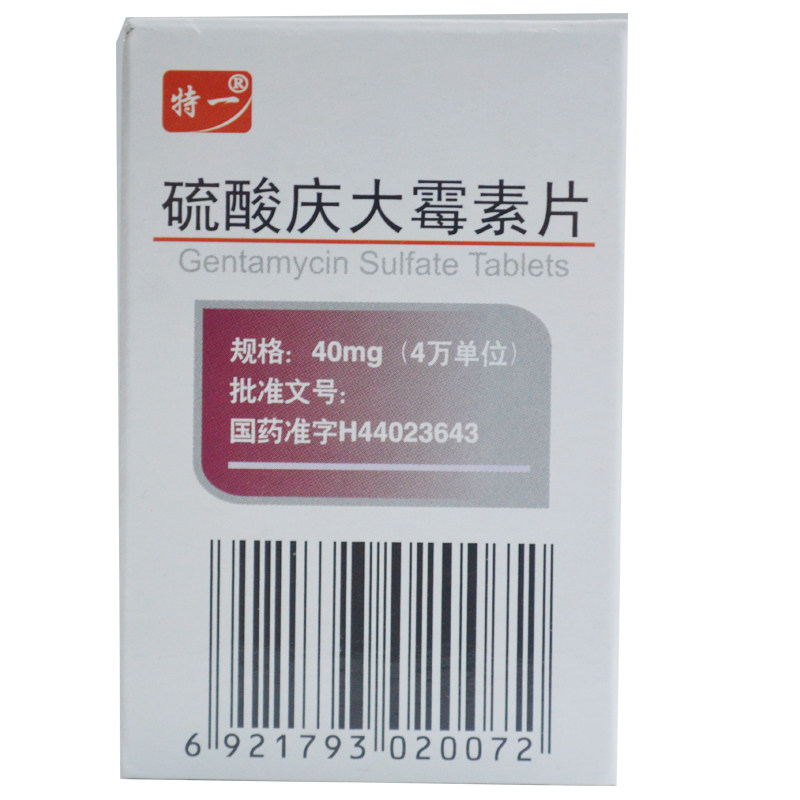 特一®
硫酸庆大霉素片
Gentamycin Sulfate Tablets
规格：40mg（4万单位）
批准文号：
国药准字H44023643
6 921793 020072